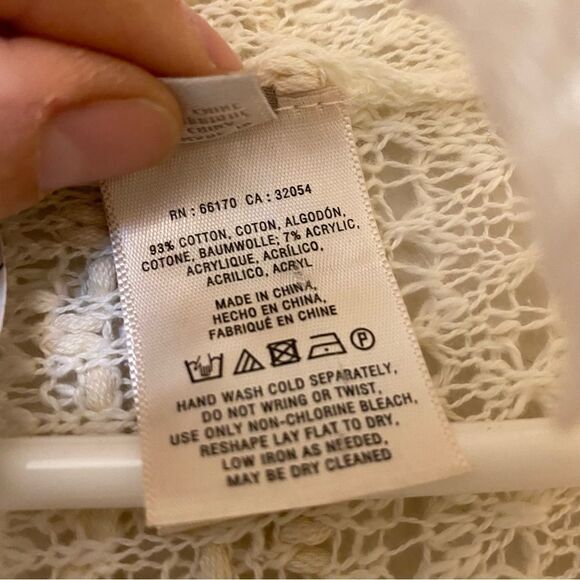 RN : 66170 CA : 32054
93% COTTON, COTON, ALGODÓN,
COTONE, BAUMWOLLE; 7% ACRYLIC,
ACRYLIQUE, ACRÍLICO,
ACRILICO, ACRYL
MADE IN CHINA,
HECHO EN CHINA,
FABRIQUÉ EN CHINE
P
HAND WASH COLD SEPARATELY,
DO NOT WRING OR TWIST,
USE ONLY NON-CHLORINE BLEACH,
RESHAPE LAY FLAT TO DRY,
LOW IRON AS NEEDED,
MAY BE DRY CLEANED